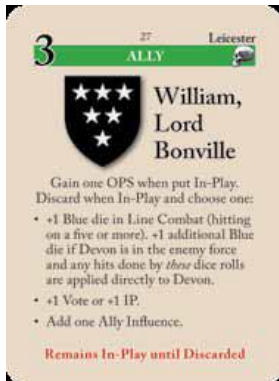 27
Leicester
3
ALLY
William,
Lord
Bonville
Gain one OPS when put In-Play.
Discard when In-Play and choose one:
• +1 Blue die in Line Combat (hitting
on a five or more). +1 additional Blue
die if Devon is in the enemy force
and any hits done by these dice rolls
are applied directly to Devon.
• +1 Vote or +1 IP.
• Add one Ally Influence.
Remains In-Play until Discarded